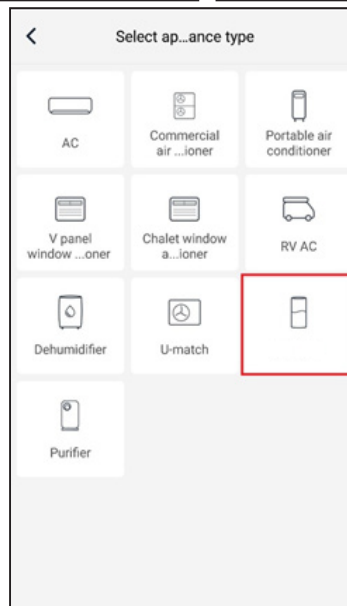 Select ap...ance type
AC
Commercial
air ...ioner
Portable air
conditioner
V panel
window ...oner
Chalet window
a...ioner
RV AC
Dehumidifier
U-match
Purifier